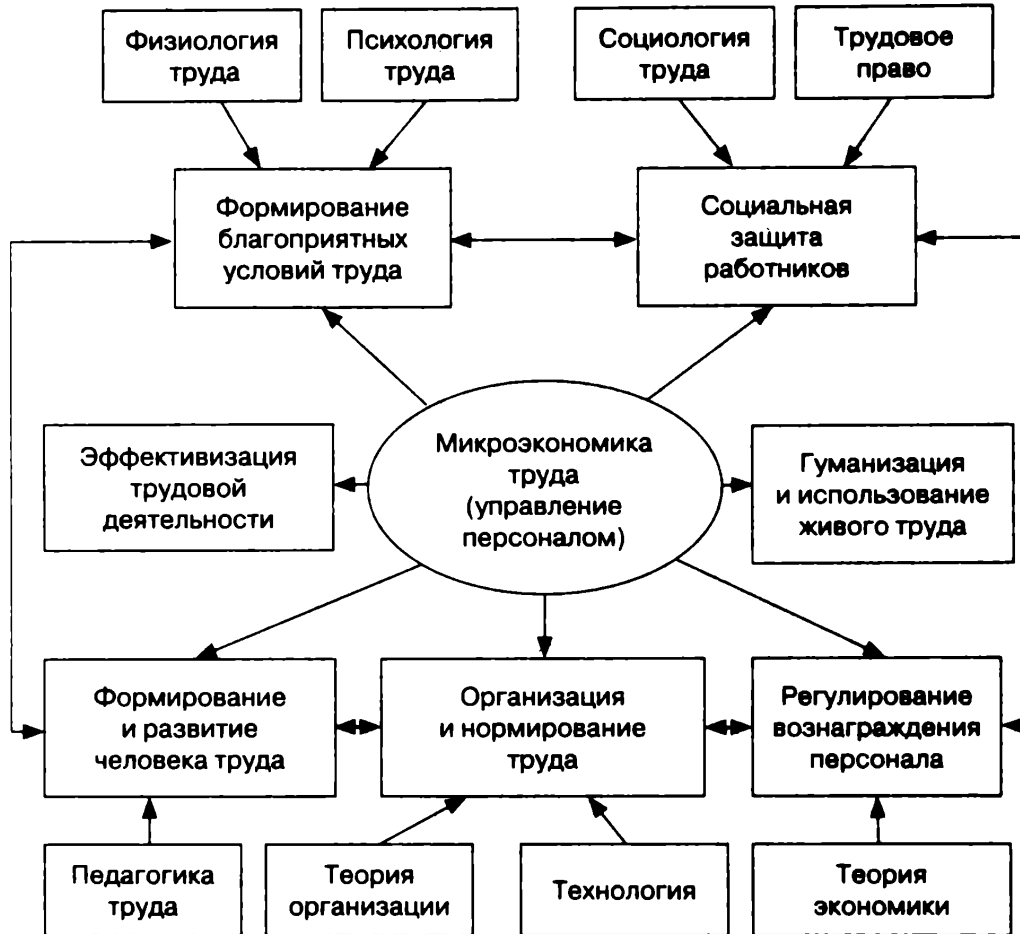 Физиология
труда
Психология
труда
Социология
труда
Трудовое
право
Формирование
благоприятных
условий труда
Социальная
защита
работников
Эффективизация
трудовой
деятельности
Микроэкономика
труда
(управление
персоналом)
Гуманизация
и использование
живого труда
Формирование
и развитие
человека труда
Организация
и нормирование
труда
Регулирование
вознаграждения
персонала
Педагогика
труда
Теория
организации
Технология
Теория
экономики